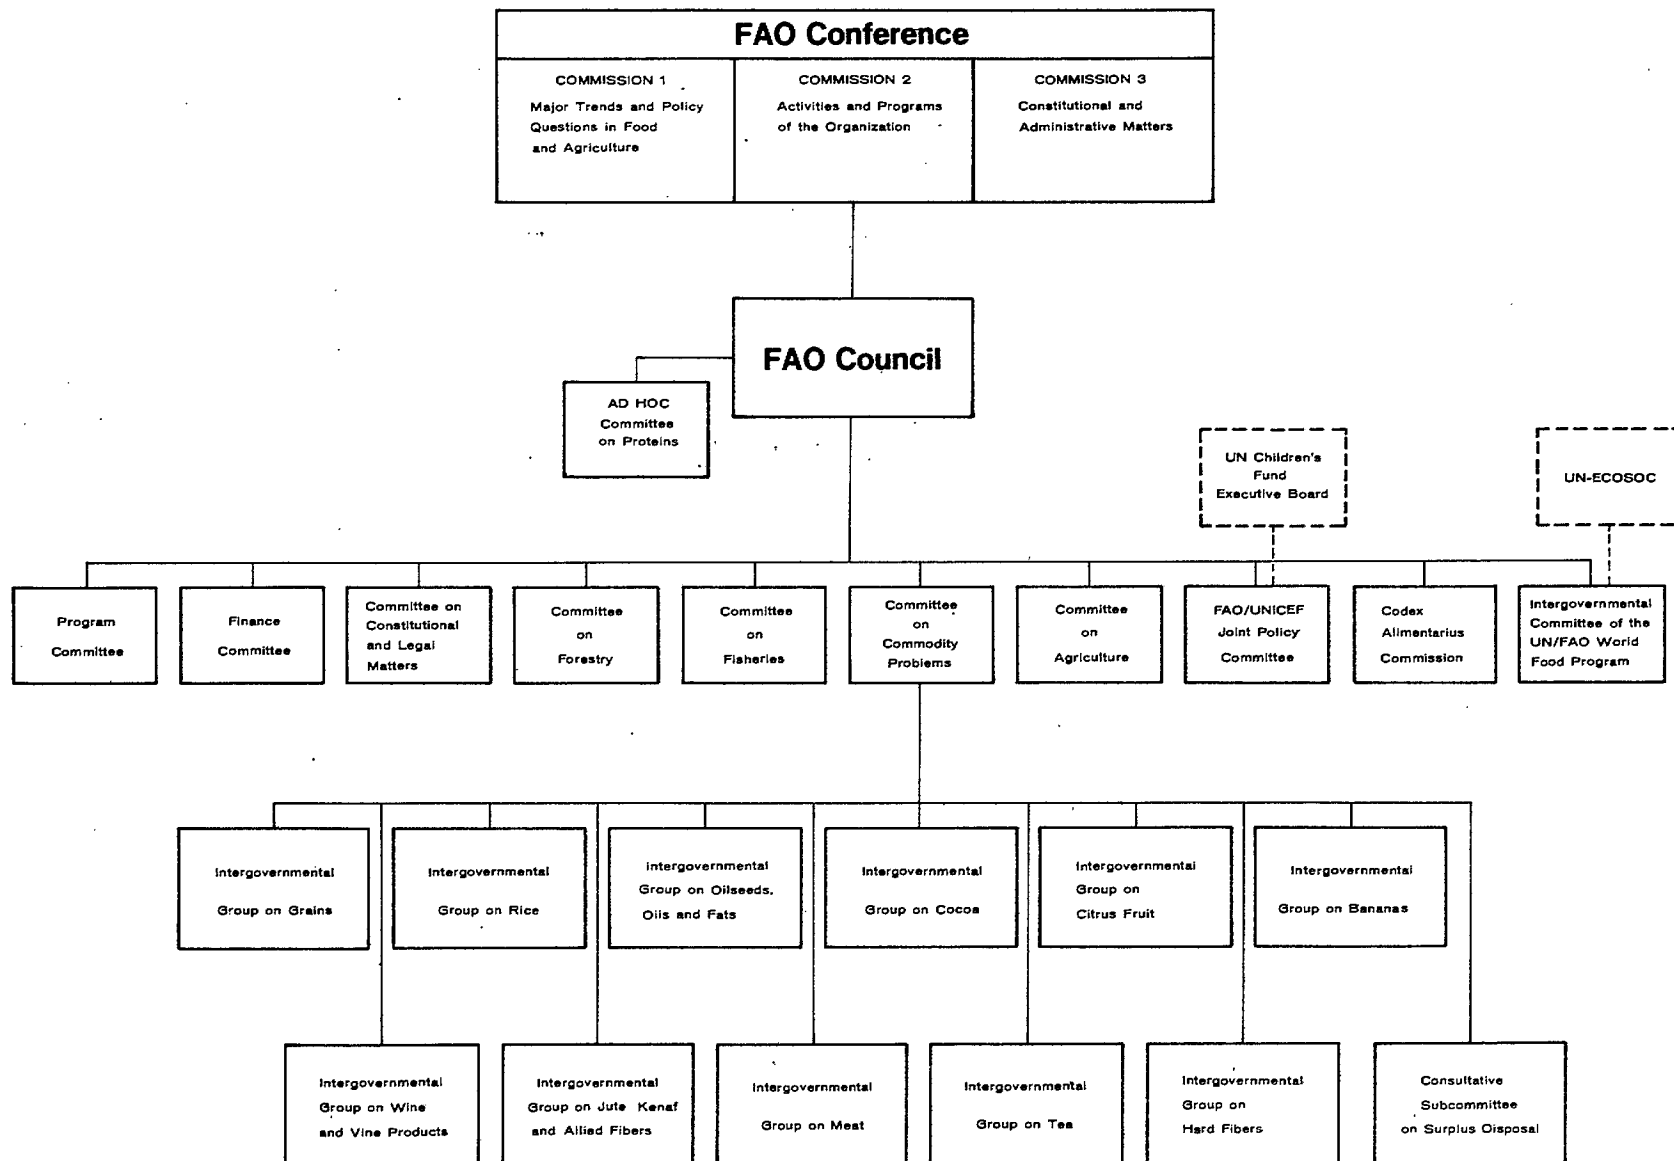 FAO Conference
COMMISSION 1
Major Trends and Policy
Questions in Food
and Agriculture
COMMISSION 2
Activities and Programs
of the Organization
COMMISSION 3
Constitutional and
Administrative Matters
FAO Council
AD HOC
Committee
on Proteins
UN Children's
Fund
Executive Board
UN-ECOSOC
Program
Committee
Finance
Committee
Committee on
Constitutional
and Legal
Matters
Committee
on
Forestry
Committee
on
Fisheries
Committee
on
Commodity
Problems
Committee
on
Agriculture
FAO/UNICEF
Joint Policy
Committee
Codex
Alimentarius
Commission
Intergovernmental
Committee of the
UN/FAO World
Food Program
Intergovernmental
Group on Grains
Intergovernmental
Group on Rice
Intergovernmental
Group on Oilseeds.
Oils and Fats
Intergovernmental
Group on Cocoa
Intergovernmental
Group on
Citrus Fruit
Intergovernmental
Group on Bananas
Intergovernmental
Group on Wine
and Vine Products
Intergovernmental
Group on Jute Kenaf
and Allied Fibers
Intergovernmental
Group on Meat
Intergovernmental
Group on Tea
Intergovernmental
Group on
Hard Fibers
Consultative
Subcommittee
on Surplus Disposal